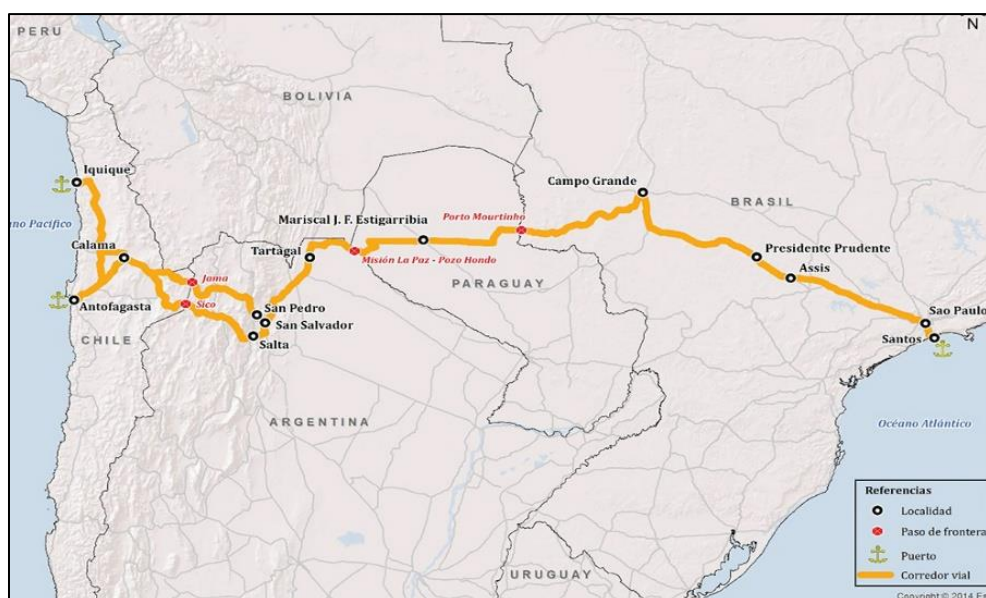 N
PERU
BOLIVIA
Iquique
Campo Grande
BRASIL
Mariscal J. F. Estigarribia
Porto Mourtinho
ano Pacífico
Calama
Tartagal
Presidente Prudente
Misión La Paz - Pozo Hondo
Jama
Assis
PARAGUAY
Antofagasta
Sico
San Pedro
San Salvador
Sao Paulo
CHILE
Salta
Santos
ARGENTINA
Océano Atlántico
Referencias
Localidad
Paso de frontera
Puerto
Corredor vial
URUGUAY
Copyright © 2014 Es